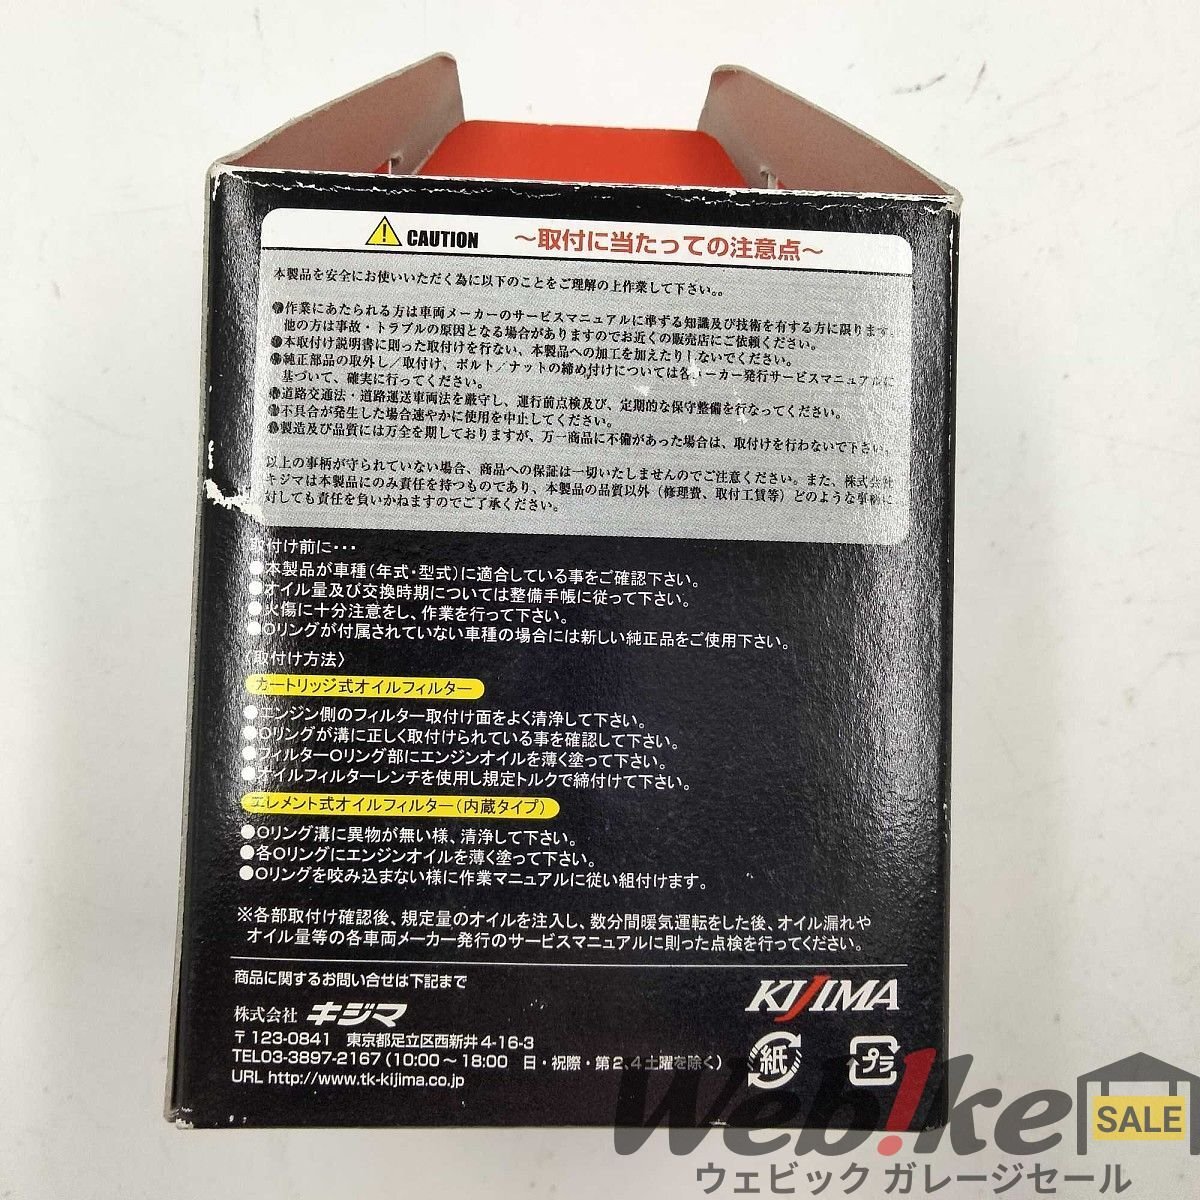 CAUTION ～取付に当たっての注意点～
本製品を安全にお使いいただく為に以下のことをご理解の上作業して下さい。。
●作業にあたられる方は車両メーカーのサービスマニュアルに準ずる知識及び技術を有する方に限ります。
他の方は事故・トラブルの原因となる場合がありますのでお近くの販売店にご依頼ください。
●本取付け説明書に則った取付けを行ない、本製品への加工を加えたりしないでください。
●純正部品の取外し／取付け、ボルト／ナットの締め付けについては各メーカー発行サービスマニュアルに
基づいて、確実に行ってください。
●道路交通法・道路運送車両法を厳守し、運行前点検及び、定期的な保守整備を行なってください。
●不具合が発生した場合速やかに使用を中止してください。
●製造及び品質には万全を期しておりますが、万一商品に不備があった場合は、取付けを行わないで下さい。
以上の事柄が守られていない場合、商品への保証は一切いたしませんのでご注意ください。また、株式会社
キジマは本製品にのみ責任を持つものであり、本製品の品質以外（修理費、取付工賃等）どのような事柄に
対しても責任を負いかねますのでご了承ください。
取付け前に・・・
●本製品が車種（年式・型式）に適合している事をご確認下さい。
●オイル量及び交換時期については整備手帳に従って下さい。
●火傷に十分注意をし、作業を行って下さい。
●Oリングが付属されていない車種の場合には新しい純正品をご使用下さい。
〈取付け方法〉
カートリッジ式オイルフィルター
●エンジン側のフィルター取付け面をよく清浄して下さい。
●Oリングが溝に正しく取付けられている事を確認して下さい。
●フィルターOリング部にエンジンオイルを薄く塗って下さい。
●オイルフィルターレンチを使用し規定トルクで締付けて下さい。
エレメント式オイルフィルター（内蔵タイプ）
●Oリング溝に異物が無い様、清浄して下さい。
●各Oリングにエンジンオイルを薄く塗って下さい。
●Oリングを咬み込まない様に作業マニュアルに従い組付けます。
※各部取付け確認後、規定量のオイルを注入し、数分間暖気運転をした後、オイル漏れや
オイル量等の各車両メーカー発行のサービスマニュアルに則った点検を行ってください。
商品に関するお問い合せは下記まで
株式会社 キジマ
〒123-0841 東京都足立区西新井4-16-3
TEL03-3897-2167（10:00～18:00 日・祝際・第2,4土曜を除く）
URL http://www.tk-kijima.co.jp
KIJIMA
紙
プラ
Web!ke
SALE
ウェビック ガレージセール